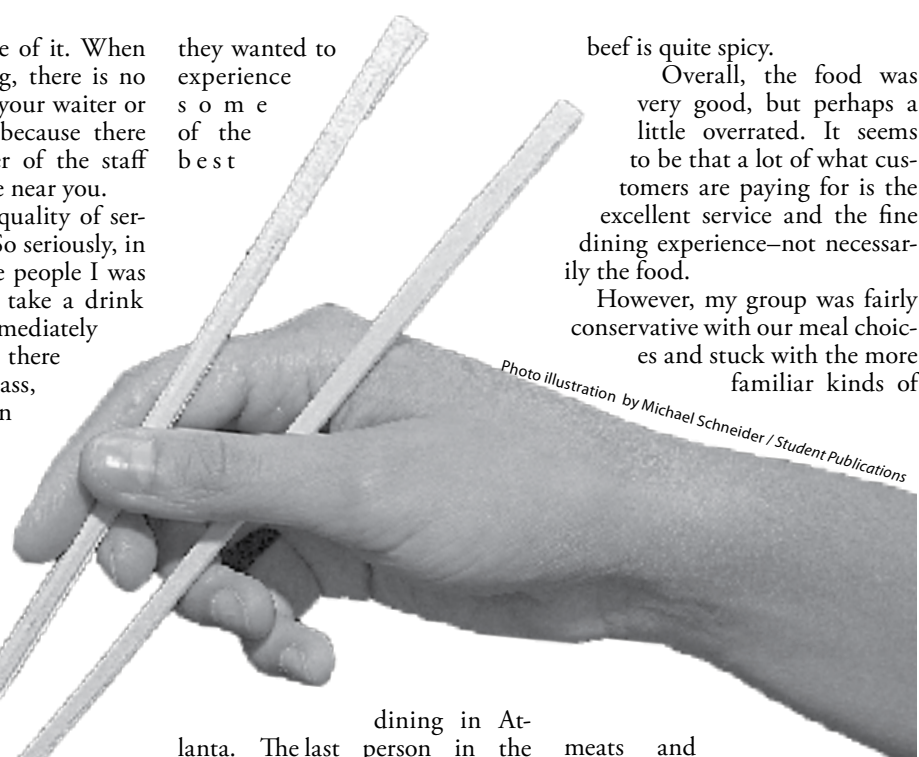 e of it. When
g, there is no
your waiter or
because there
er of the staff
e near you.
quality of ser-
So seriously, in
e people I was
take a drink
mediately
there
ass,
n
they wanted to
experience
some
of the
best
dining in At-
lanta. The last person in the
beef is quite spicy.
Overall, the food was
very good, but perhaps a
little overrated. It seems
to be that a lot of what cus-
tomers are paying for is the
excellent service and the fine
dining experience–not necessar-
ily the food.
However, my group was fairly
conservative with our meal choic-
es and stuck with the more
familiar kinds of
meats and
Photo illustration by Michael Schneider / Student Publications